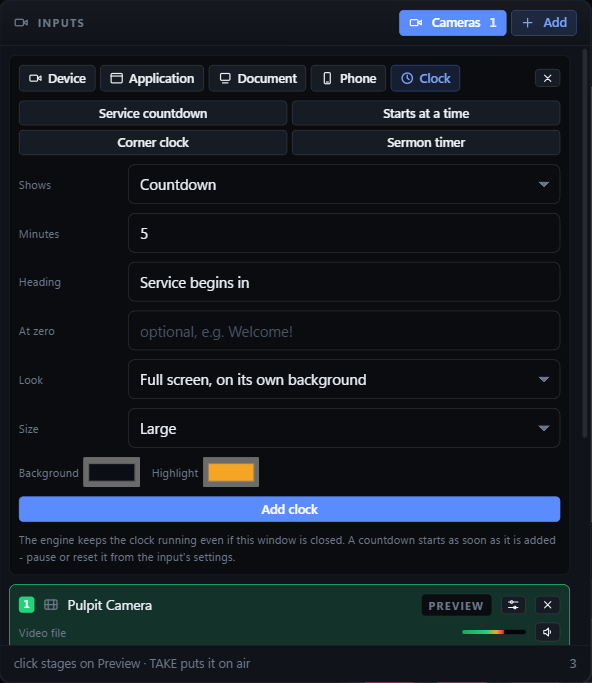 INPUTS
Cameras 1
+ Add
Device
Application
Document
Phone
Clock
Service countdown
Starts at a time
Corner clock
Sermon timer
Shows
Countdown
Minutes
5
Heading
Service begins in
At zero
optional, e.g. Welcome!
Look
Full screen, on its own background
Size
Large
Background
Highlight
Add clock
The engine keeps the clock running even if this window is closed. A countdown starts as soon as it is added
- pause or reset it from the input's settings.
1
Pulpit Camera
PREVIEW
Video file
click stages on Preview · TAKE puts it on air
3